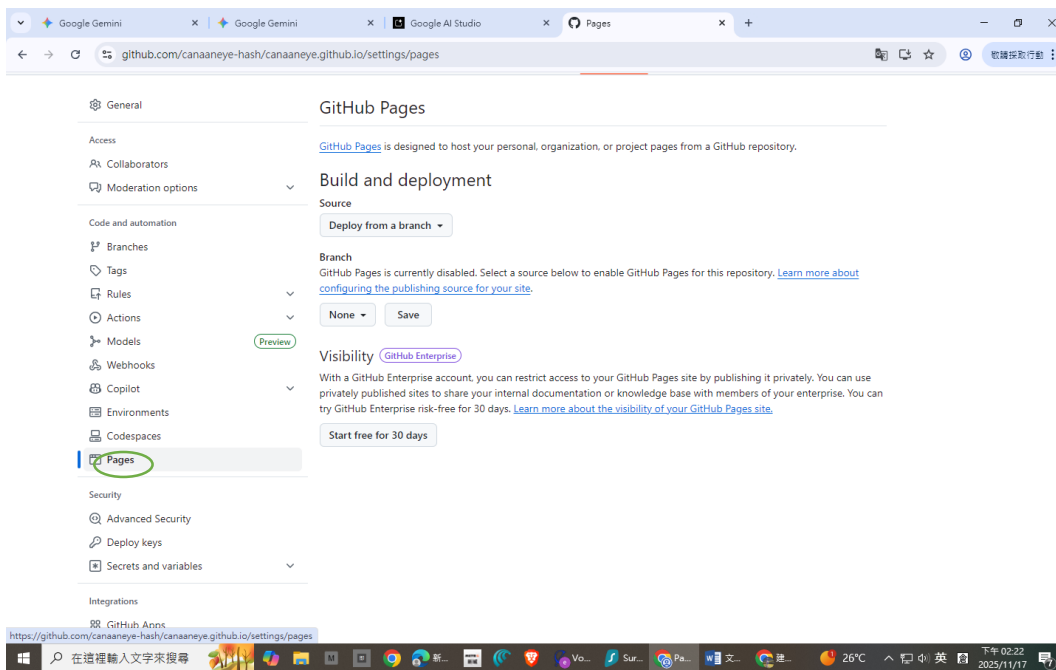 Google Gemini
Google Gemini
Google AI Studio
Pages
github.com/canaaneye-hash/canaaneye.github.io/settings/pages
敬請採取行動
General
Access
Collaborators
Moderation options
Code and automation
Branches
Tags
Rules
Actions
Models
Preview
Webhooks
Copilot
Environments
Codespaces
Pages
Security
Advanced Security
Deploy keys
Secrets and variables
Integrations
GitHub Apps
GitHub Pages
GitHub Pages is designed to host your personal, organization, or project pages from a GitHub repository.
Build and deployment
Source
Deploy from a branch
Branch
GitHub Pages is currently disabled. Select a source below to enable GitHub Pages for this repository. Learn more about
configuring the publishing source for your site.
None
Save
Visibility GitHub Enterprise
With a GitHub Enterprise account, you can restrict access to your GitHub Pages site by publishing it privately. You can use
privately published sites to share your internal documentation or knowledge base with members of your enterprise. You can
try GitHub Enterprise risk-free for 30 days. Learn more about the visibility of your GitHub Pages site.
Start free for 30 days
https://github.com/canaaneye-hash/canaaneye.github.io/settings/pages
在這裡輸入文字來搜尋
新...
Vo...
Sur...
Pa...
文...
建...
26°C
英
下午 02:22
2025/11/17